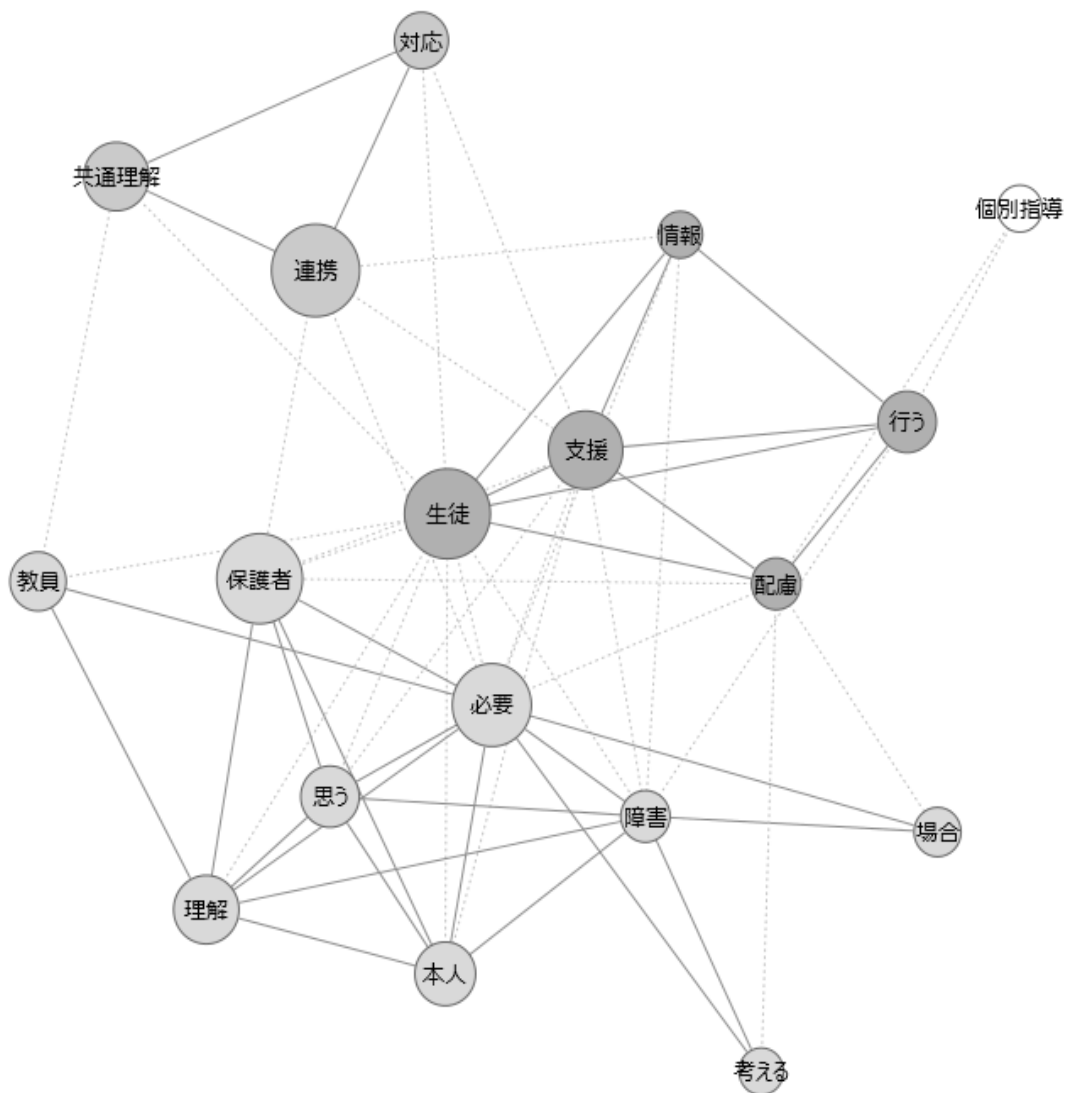 対応
共通理解
個別指導
情報
連携
行う
支援
生徒
教員
保護者
配慮
必要
思う
障害
場合
理解
本人
考える